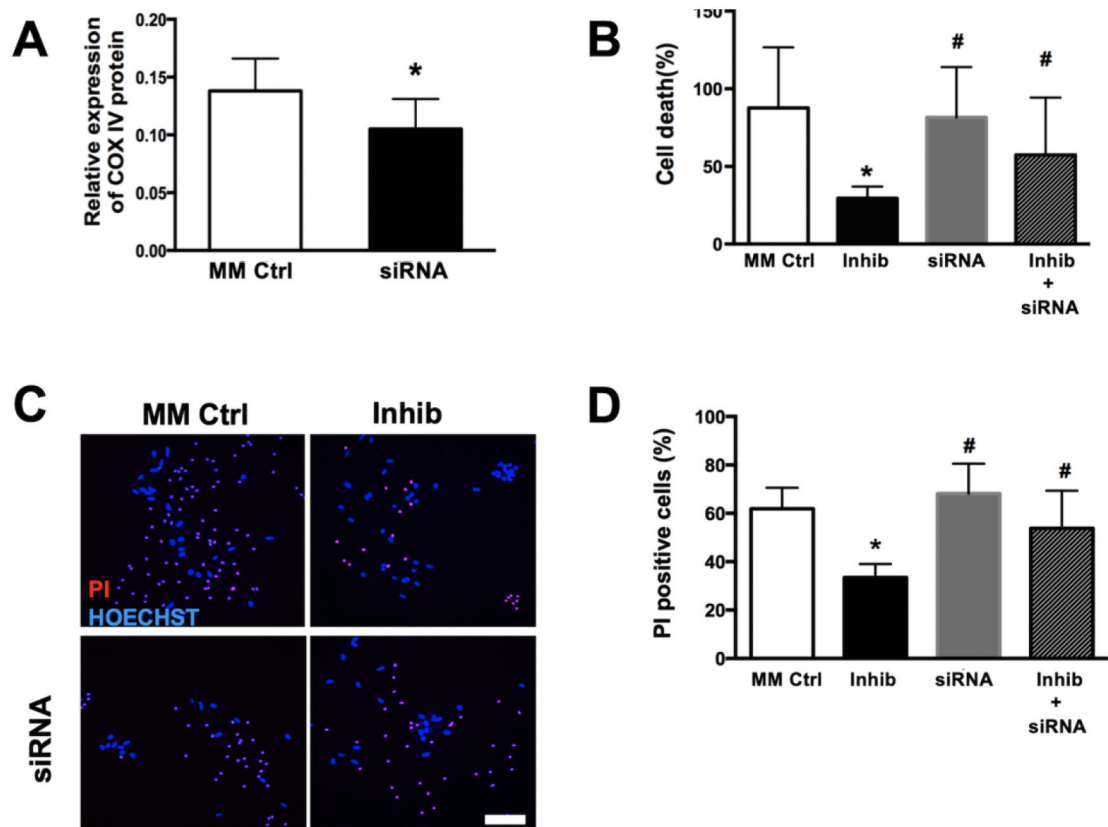 A
Relative expression
of COX IV protein
0.20
0.15
0.10
0.05
0.00
*
MM Ctrl
siRNA
B
Cell death(%)
150
100
50
0
*
#
#
MM Ctrl
Inhib
siRNA
Inhib
+
siRNA
C
MM Ctrl
Inhib
PI
HOECHST
siRNA
D
PI positive cells (%)
100
80
60
40
20
0
*
#
#
MM Ctrl
Inhib
siRNA
Inhib
+
siRNA